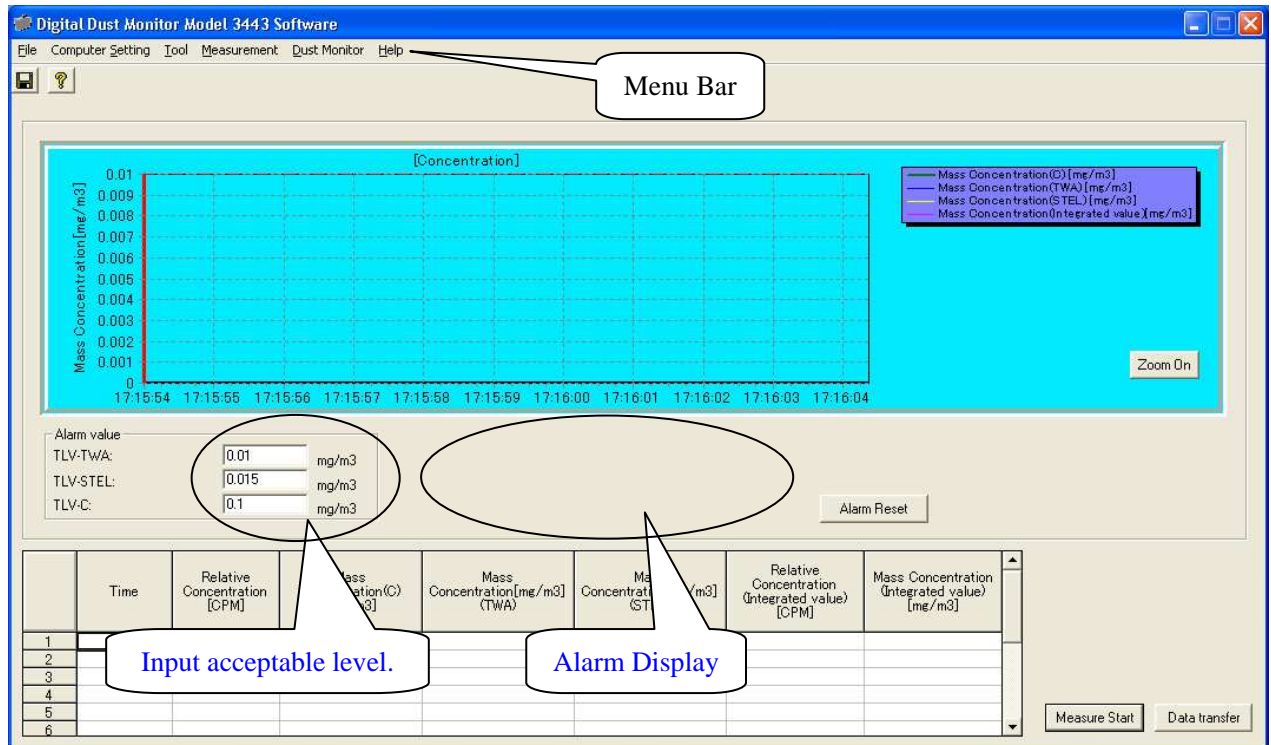 Digital Dust Monitor Model 3443 Software
File Computer Setting Tool Measurement Dust Monitor Help
Menu Bar
[Concentration]
Mass Concentration[mg/m3]
0.01
0.009
0.008
0.007
0.006
0.005
0.004
0.003
0.002
0.001
0
17:15:54 17:15:55 17:15:56 17:15:57 17:15:58 17:15:59 17:16:00 17:16:01 17:16:02 17:16:03 17:16:04
Mass Concentration(C)[mg/m3]
Mass Concentration(TWA)[mg/m3]
Mass Concentration(STEL)[mg/m3]
Mass Concentration(Integrated value)[mg/m3]
Zoom On
Alarm value
TLV-TWA: 0.01 mg/m3
TLV-STEL: 0.015 mg/m3
TLV-C: 0.1 mg/m3
Alarm Reset
Time
Relative
Concentration
[CPM]
Mass
Concentration[mg/m3]
(TWA)
Relative
Concentration
(Integrated value)
[CPM]
Mass Concentration
(Integrated value)
[mg/m3]
1
2
3
4
5
6
Input acceptable level.
Alarm Display
Measure Start
Data transfer